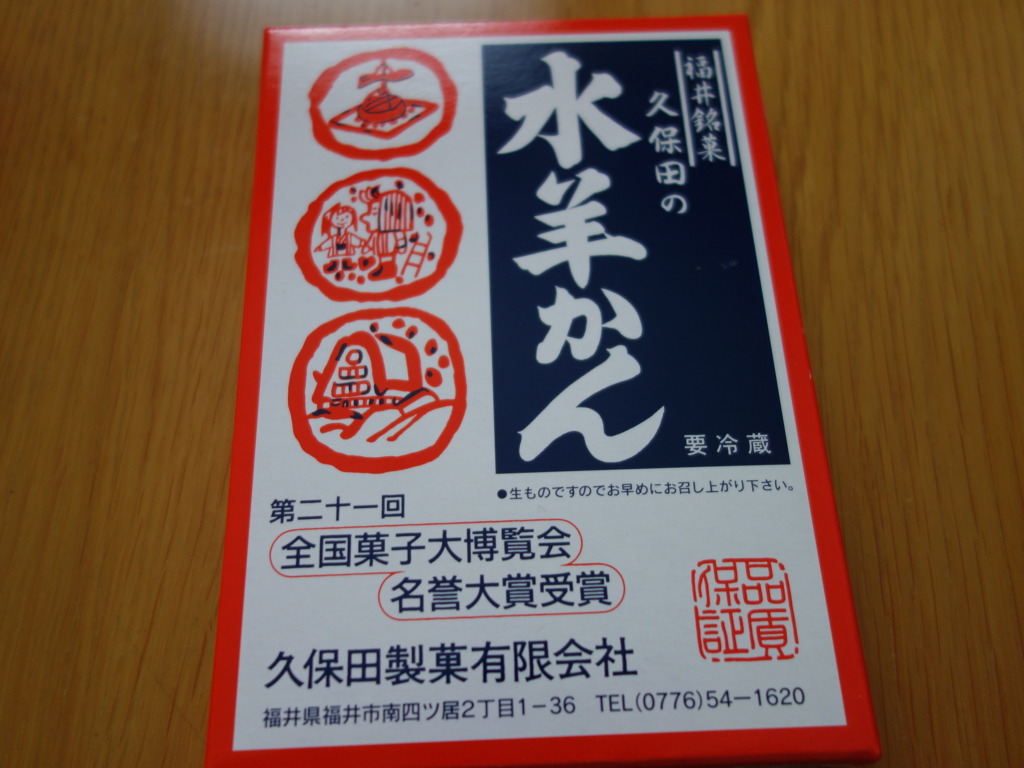 福井銘菓
久保田の
水羊かん
要冷蔵
●生ものですのでお早めにお召し上がり下さい。
第二十一回
全国菓子大博覧会
名誉大賞受賞
品質
保証
久保田製菓有限会社
福井県福井市南四ツ居2丁目1－36 TEL(0776)54－1620